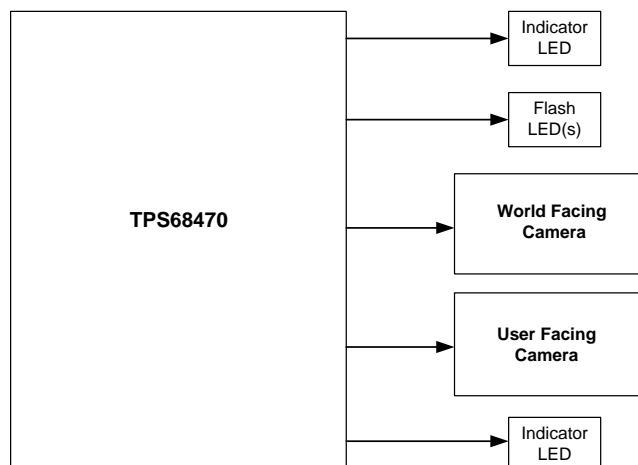 Indicator
LED
Flash
LED(s)
TPS68470
World Facing
Camera
User Facing
Camera
Indicator
LED